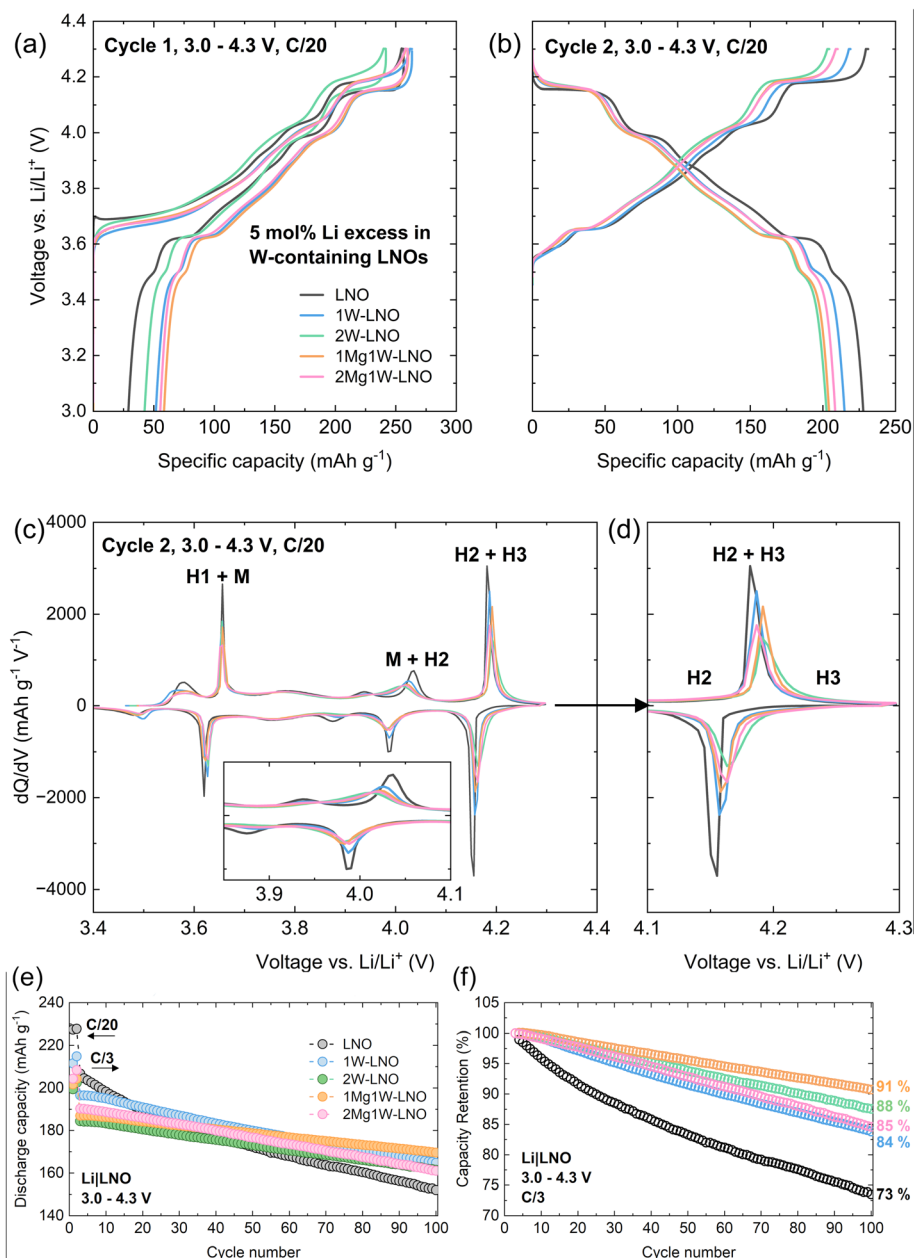 (a)
Cycle 1, 3.0 - 4.3 V, C/20
4.4
4.2
4.0
3.8
3.6
3.4
3.2
3.0
Voltage vs. Li/Li⁺ (V)
5 mol% Li excess in
W-containing LNOs
LNO
1W-LNO
2W-LNO
1Mg1W-LNO
2Mg1W-LNO
0 50 100 150 200 250 300
Specific capacity (mAh g⁻¹)
(b)
Cycle 2, 3.0 - 4.3 V, C/20
0 50 100 150 200 250
Specific capacity (mAh g⁻¹)
(c)
Cycle 2, 3.0 - 4.3 V, C/20
4000
2000
0
−2000
−4000
dQ/dV (mAh g⁻¹ V⁻¹)
H1 + M
M + H2
H2 + H3
3.9 4.0 4.1
3.4 3.6 3.8 4.0 4.2 4.4
Voltage vs. Li/Li⁺ (V)
(d)
H2 + H3
H2
H3
4.1 4.2 4.3
Voltage vs. Li/Li⁺ (V)
(e)
240
220
200
180
160
140
Discharge capacity (mAh g⁻¹)
C/20
C/3
LNO
1W-LNO
2W-LNO
1Mg1W-LNO
2Mg1W-LNO
Li|LNO
3.0 - 4.3 V
0 10 20 30 40 50 60 70 80 90 100
Cycle number
(f)
105
100
95
90
85
80
75
70
Capacity Retention (%)
91 %
88 %
85 %
84 %
73 %
Li|LNO
3.0 - 4.3 V
C/3
0 10 20 30 40 50 60 70 80 90 100
Cycle number